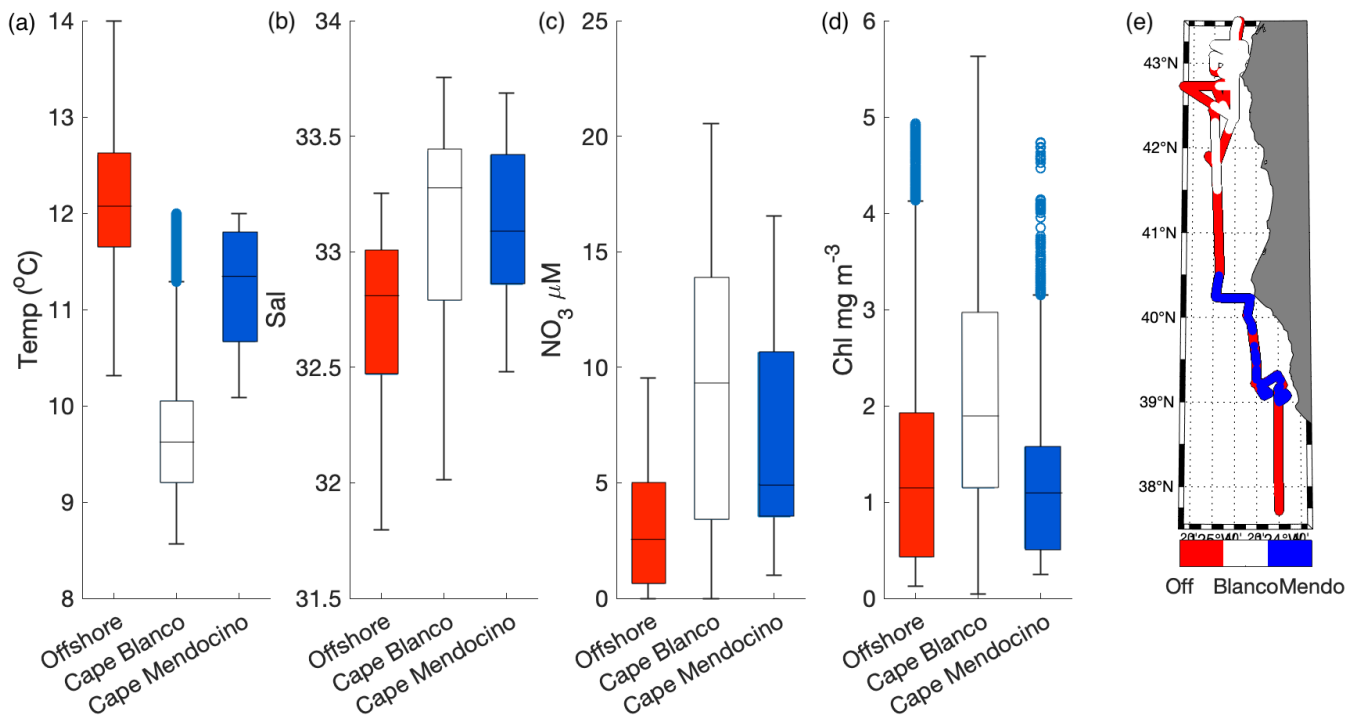 (a)
14
13
12
11
10
9
8
Temp (°C)
Offshore
Cape Blanco
Cape Mendocino
(b)
34
33.5
33
32.5
32
31.5
Sal
Offshore
Cape Blanco
Cape Mendocino
(c)
25
20
15
10
5
0
NO3 μM
Offshore
Cape Blanco
Cape Mendocino
(d)
6
5
4
3
2
1
0
Chl mg m-3
Offshore
Cape Blanco
Cape Mendocino
(e)
43°N
42°N
41°N
40°N
39°N
38°N
Off
Blanco
Mendo